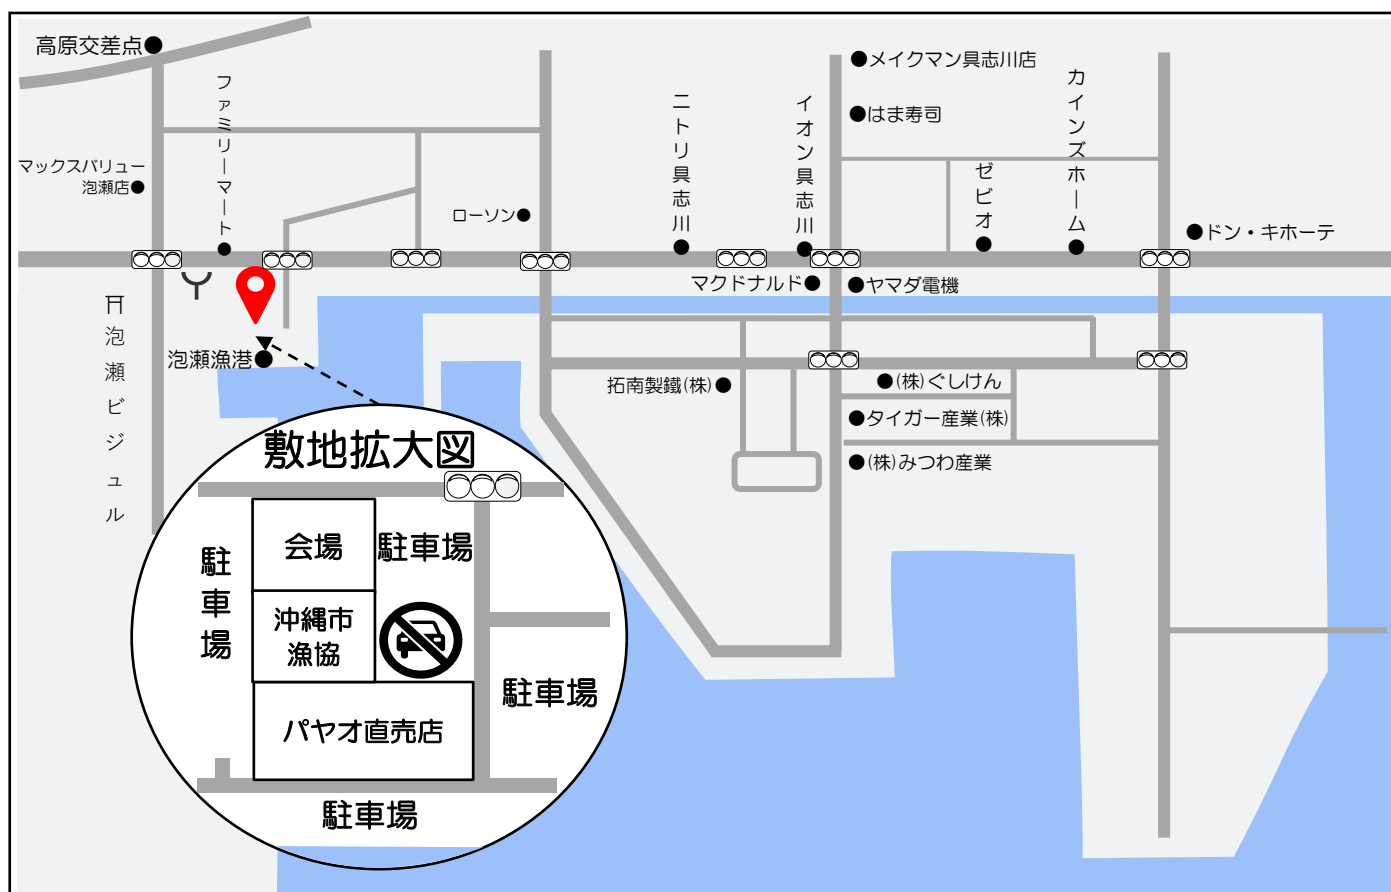 高原交差点
ファミリーマート
マックスバリュー
泡瀬店
ローソン
ニトリ具志川
イオン具志川
メイクマン具志川店
はま寿司
カインズホーム
ゼビオ
ドン・キホーテ
マクドナルド
ヤマダ電機
泡瀬ビジュル
泡瀬漁港
拓南製鐵(株)
(株)ぐしけん
タイガー産業(株)
(株)みつわ産業
敷地拡大図
会場
駐車場
駐車場
沖縄市
漁協
駐車場
パヤオ直売店
駐車場